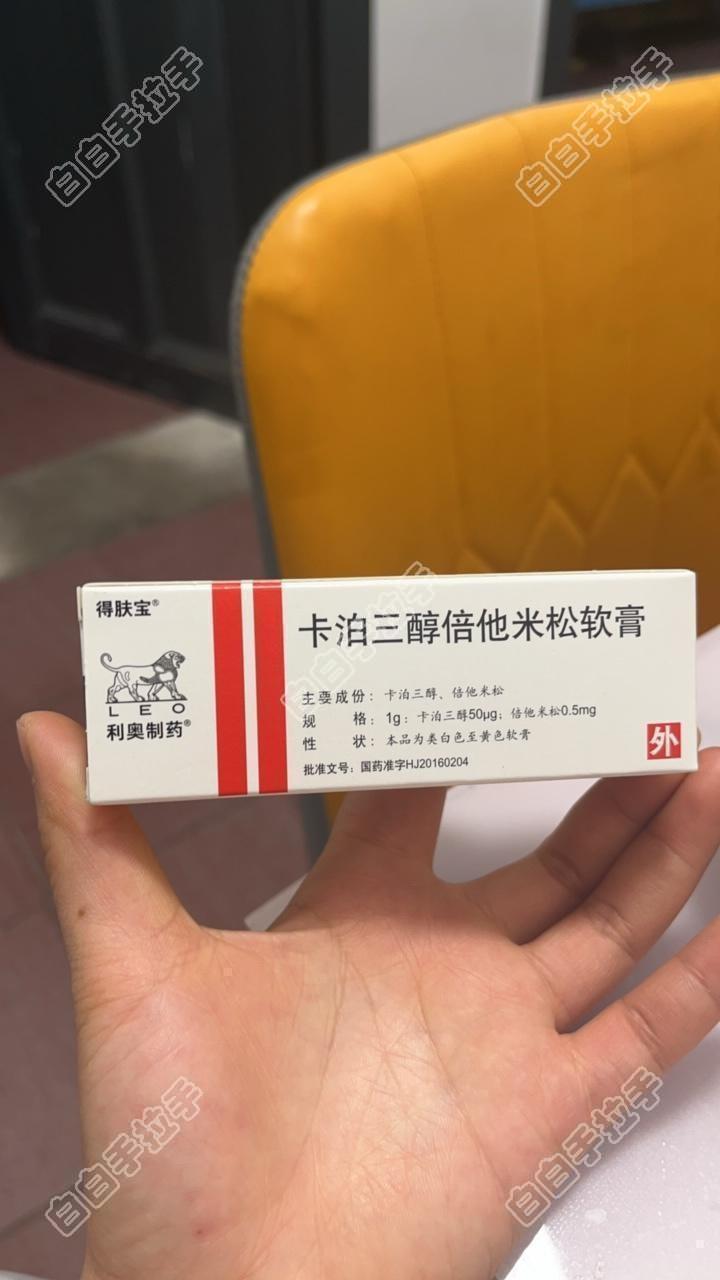 白白手拉手
白白手拉手
得肤宝®
LEO
利奥制药®
卡泊三醇倍他米松软膏
主要成份：卡泊三醇、倍他米松
规格：1g：卡泊三醇50μg；倍他米松0.5mg
性状：本品为类白色至黄色软膏
批准文号：国药准字HJ20160204
外
白白手拉手
白白手拉手
白白手拉手